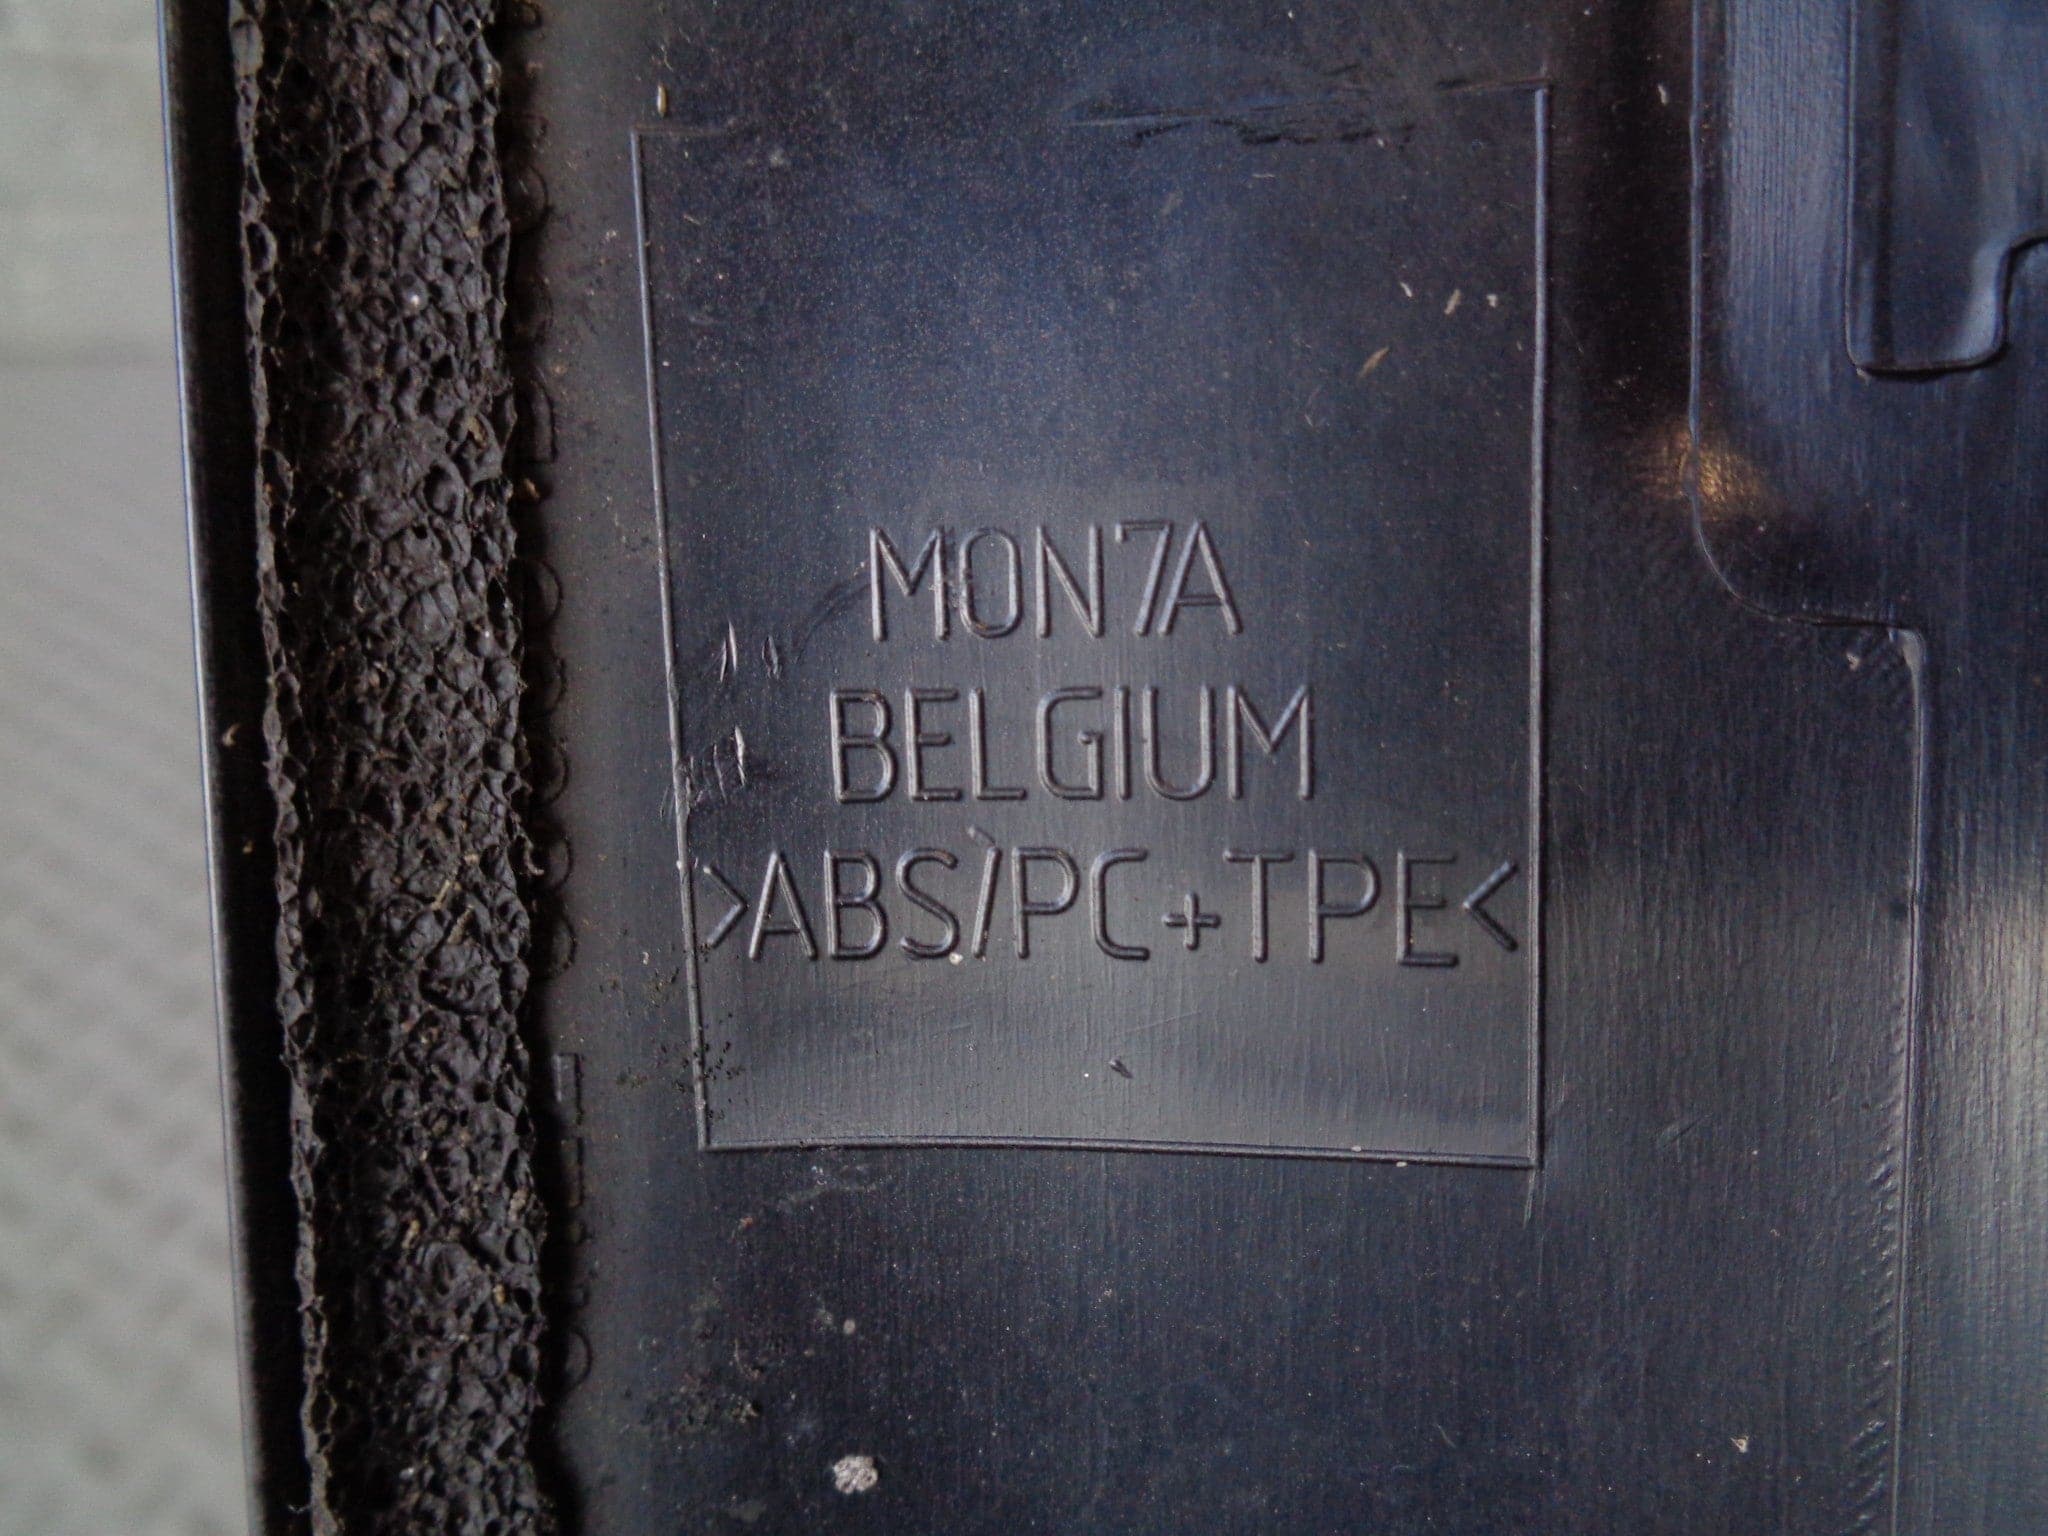 MON7A
BELGIUM
>ABS/PC+TPE<